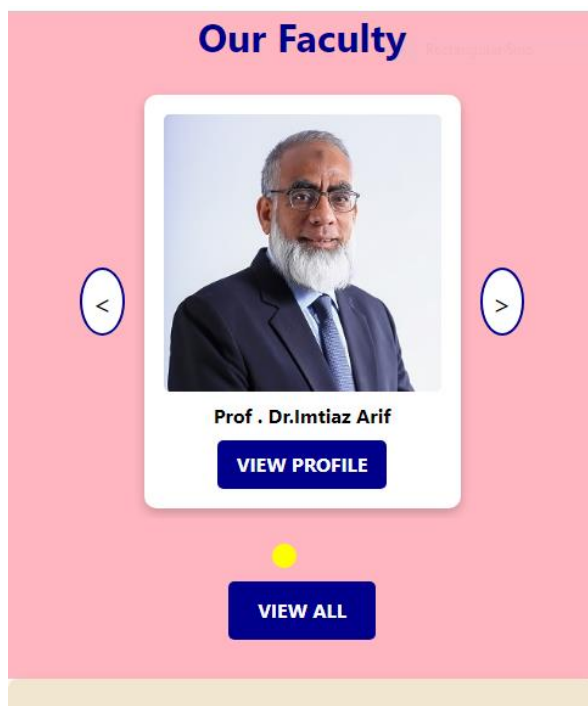 Our Faculty
<
>
Prof . Dr.Imtiaz Arif
VIEW PROFILE
VIEW ALL